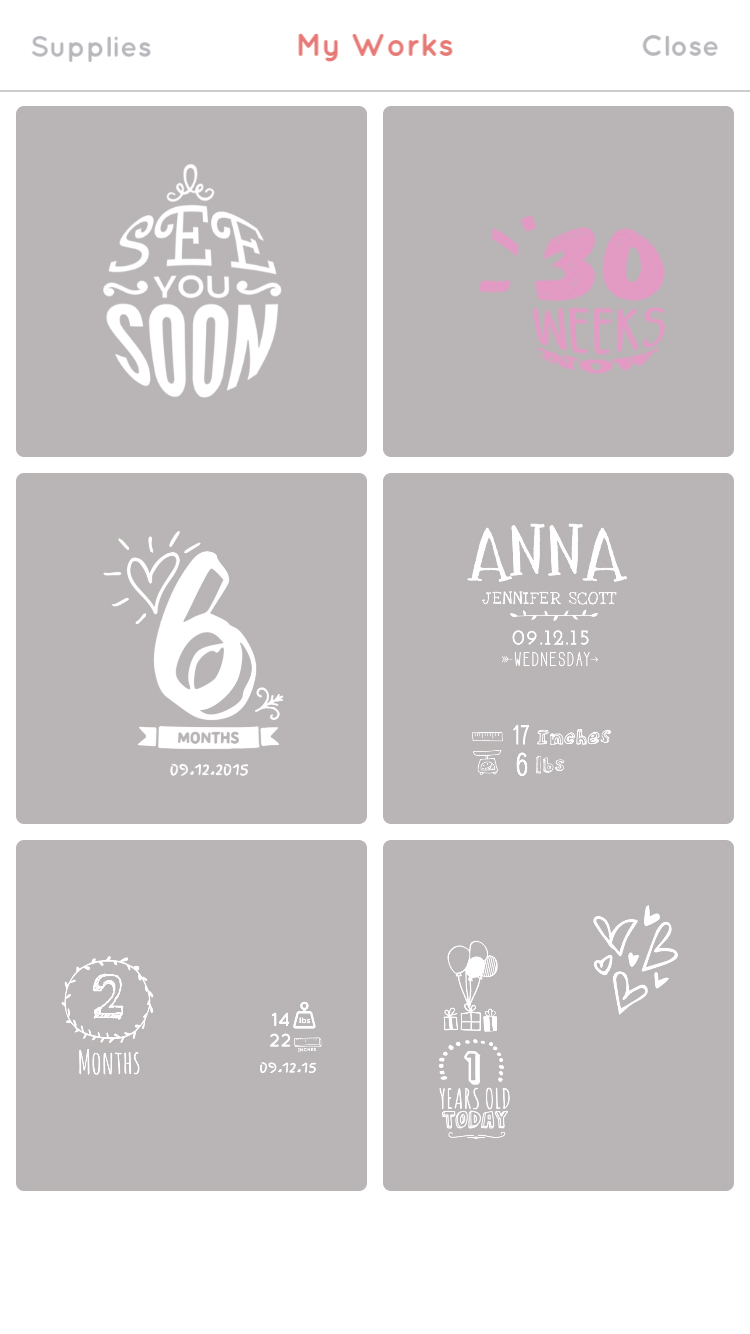 Supplies My Works Close
SEE
YOU
SOON
30
WEEKS
NOW
6
MONTHS
09.12.2015
ANNA
JENNIFER SCOTT
09.12.15
WEDNESDAY
17 Inches
6 lbs
2
MONTHS
14 lbs
22 INCHES
09.12.15
1
YEARS OLD
TODAY